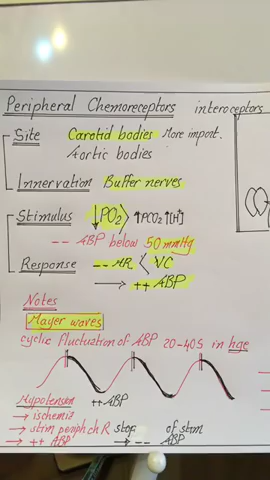 Peripheral Chemoreceptors interoceptors
Site Carotid bodies More import.
Aortic bodies
Innervation Buffer nerves
Stimulus ↓PO2 > ↑PCO2 ↑[H+]
-- ABP below 50 mmHg
Response -- HR < VC
→ ++ ABP
Notes
Mayer waves
cyclic fluctuation of ABP 20-40S in hge
Hypotension ++ABP
→ ischemia
→ stim periph ch R stop of stim
→ ++ ABP → -- ABP